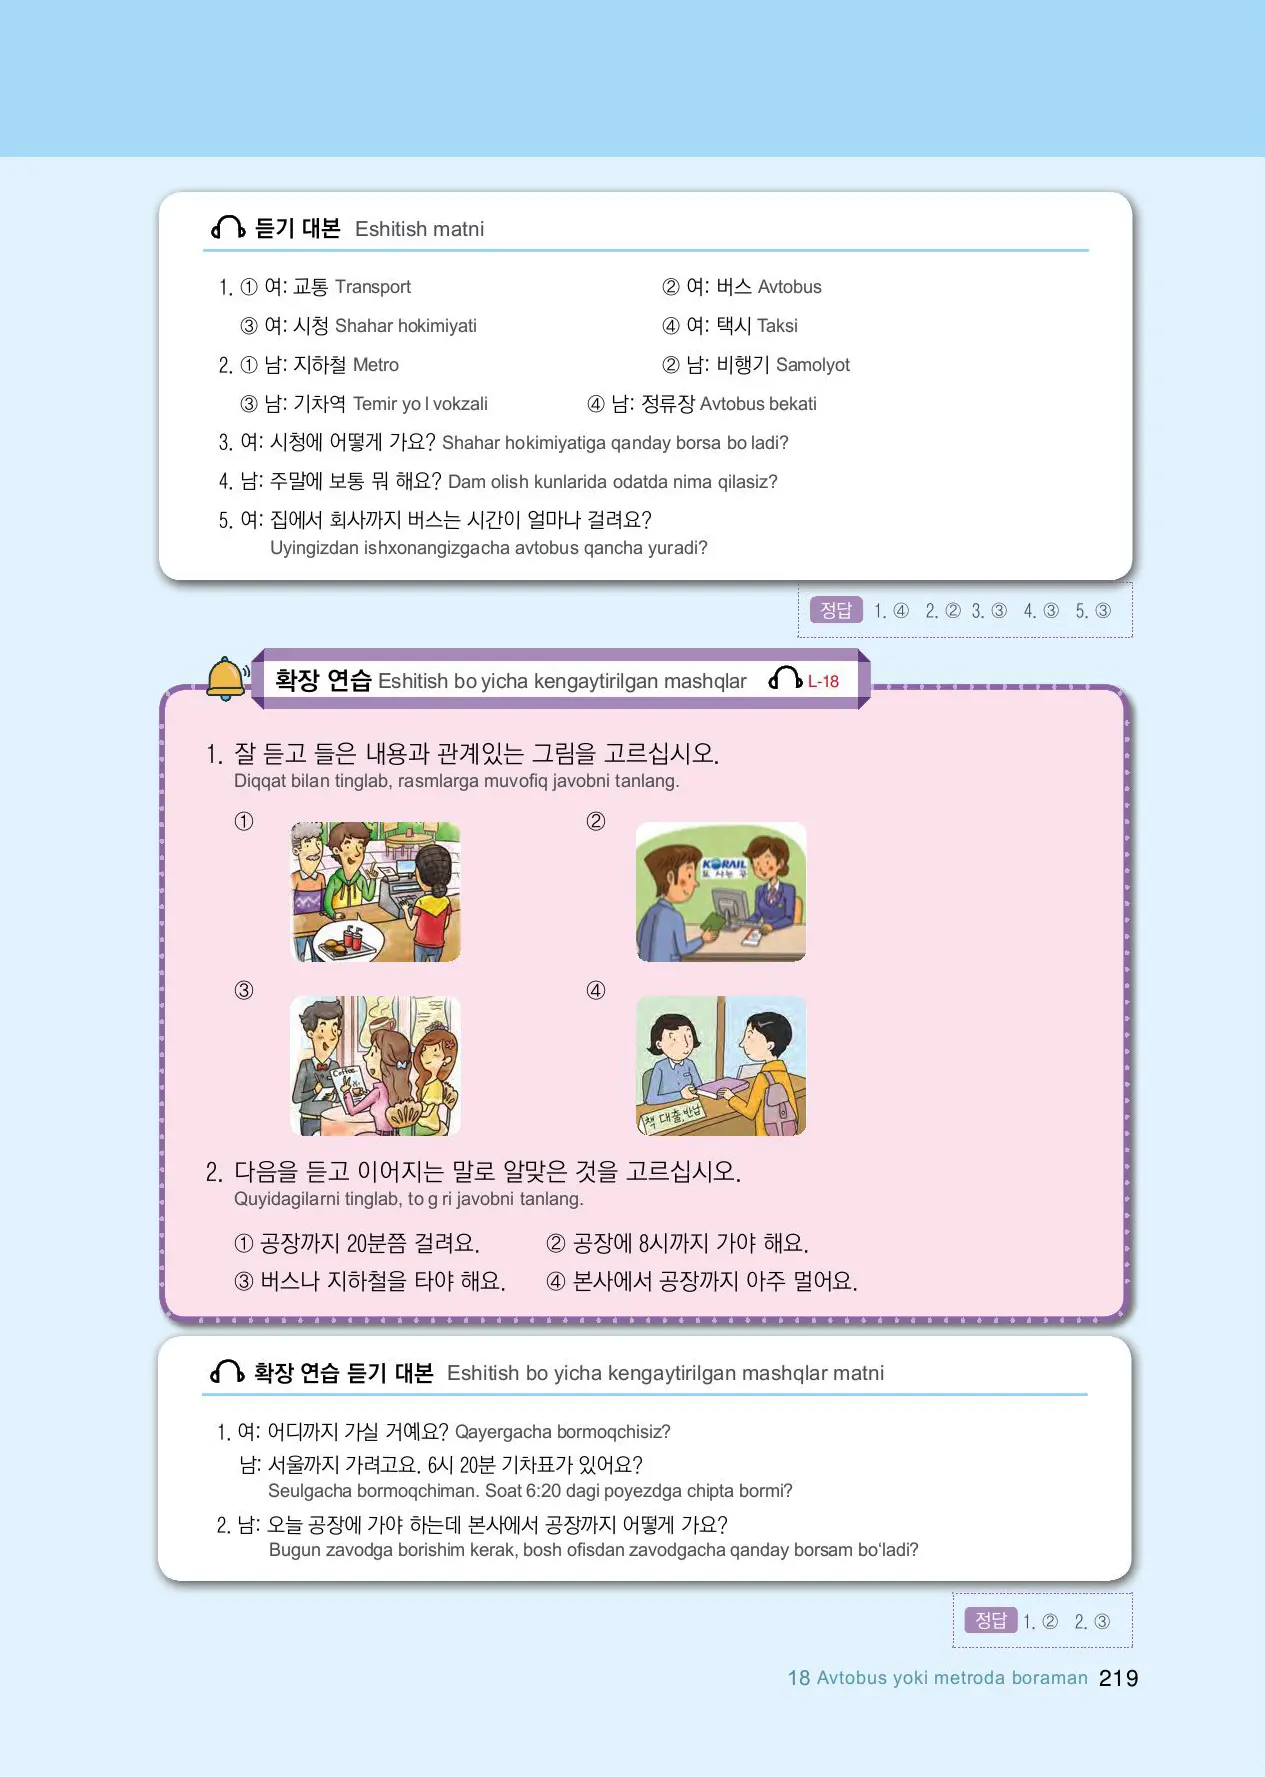 듣기 대본 Eshitish matni
1. ① 여: 교통 Transport ② 여: 버스 Avtobus
③ 여: 시청 Shahar hokimiyati ④ 여: 택시 Taksi
2. ① 남: 지하철 Metro ② 남: 비행기 Samolyot
③ 남: 기차역 Temir yo l vokzali ④ 남: 정류장 Avtobus bekati
3. 여: 시청에 어떻게 가요? Shahar hokimiyatiga qanday borsa bo ladi?
4. 남: 주말에 보통 뭐 해요? Dam olish kunlarida odatda nima qilasiz?
5. 여: 집에서 회사까지 버스는 시간이 얼마나 걸려요?
Uyingizdan ishxonangizgacha avtobus qancha yuradi?
정답 1. ④ 2. ② 3. ③ 4. ③ 5. ③
확장 연습 Eshitish bo yicha kengaytirilgan mashqlar L-18
1. 잘 듣고 들은 내용과 관계있는 그림을 고르십시오.
Diqqat bilan tinglab, rasmlarga muvofiq javobni tanlang.
① ②
KORAIL
표 사는 곳
③ ④
Coffee
책 대출,반납
2. 다음을 듣고 이어지는 말로 알맞은 것을 고르십시오.
Quyidagilarni tinglab, to g ri javobni tanlang.
① 공장까지 20분쯤 걸려요. ② 공장에 8시까지 가야 해요.
③ 버스나 지하철을 타야 해요. ④ 본사에서 공장까지 아주 멀어요.
확장 연습 듣기 대본 Eshitish bo yicha kengaytirilgan mashqlar matni
1. 여: 어디까지 가실 거예요? Qayergacha bormoqchisiz?
남: 서울까지 가려고요. 6시 20분 기차표가 있어요?
Seulgacha bormoqchiman. Soat 6:20 dagi poyezdga chipta bormi?
2. 남: 오늘 공장에 가야 하는데 본사에서 공장까지 어떻게 가요?
Bugun zavodga borishim kerak, bosh ofisdan zavodgacha qanday borsam bo‘ladi?
정답 1. ② 2. ③
18 Avtobus yoki metroda boraman 219